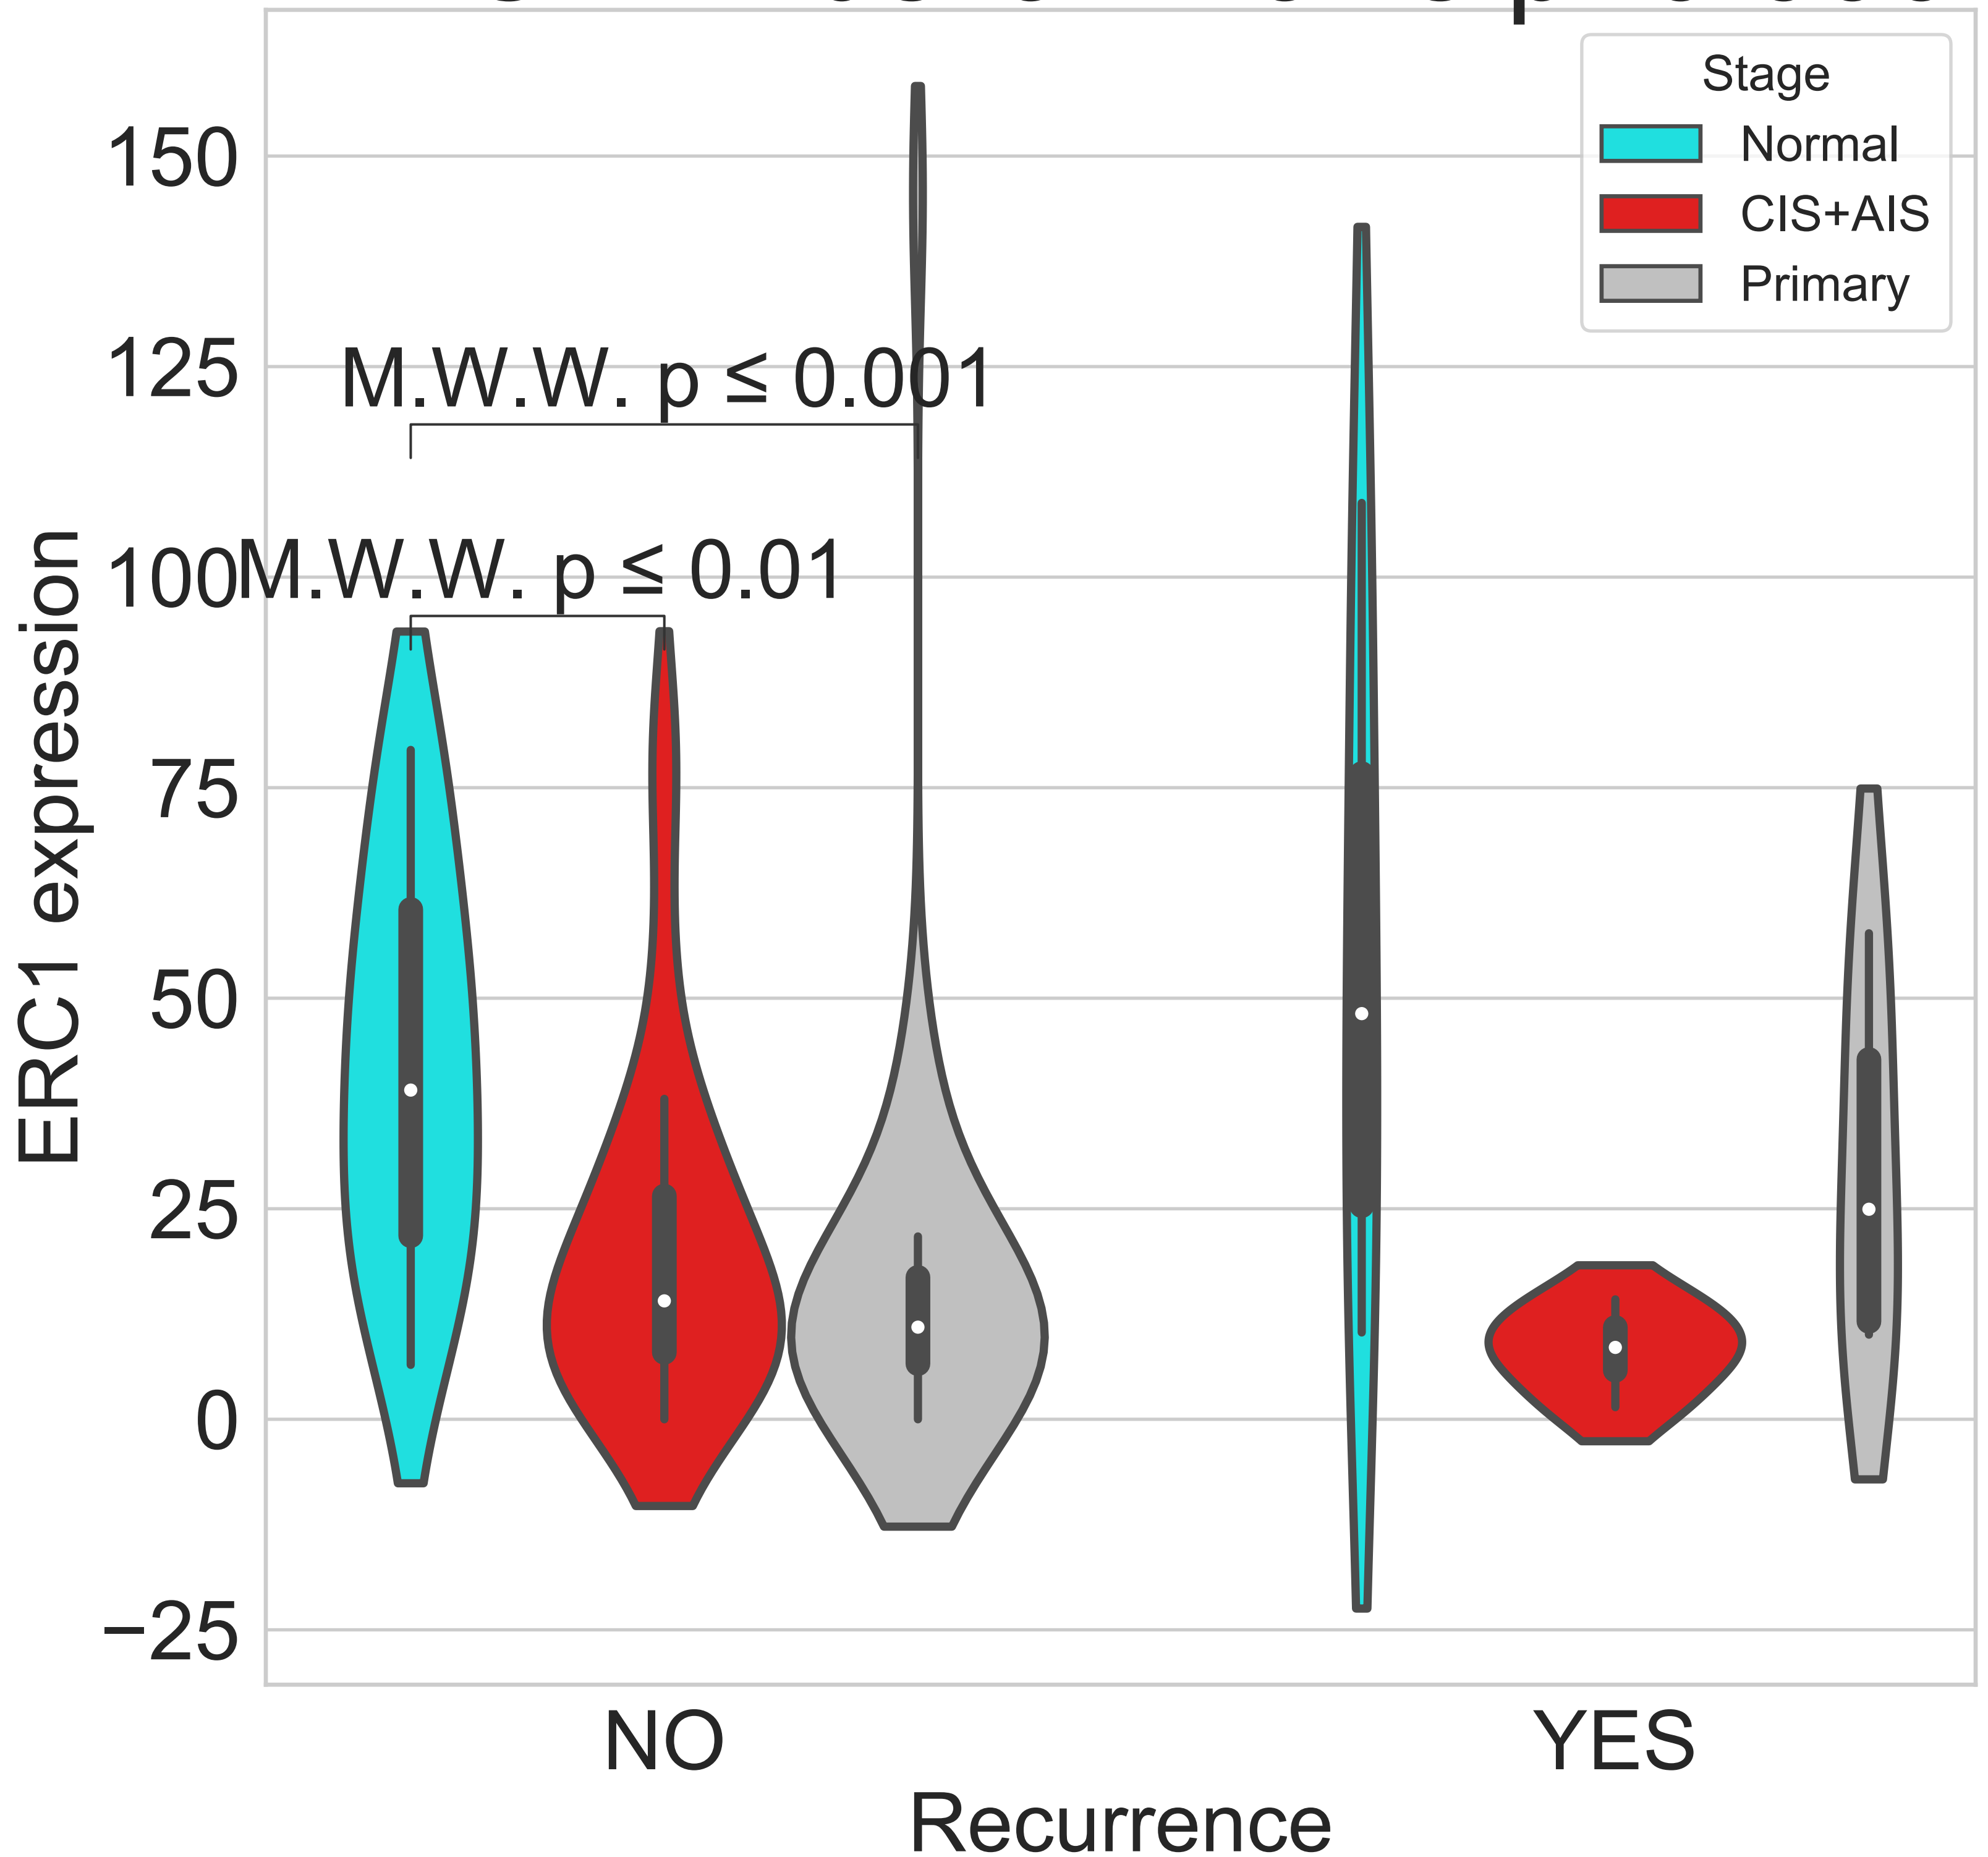 Stage
Normal
CIS+AIS
Primary
150
125
100
75
50
25
0
−25
ERC1 expression
M.W.W. p ≤ 0.001
M.W.W. p ≤ 0.01
NO
YES
Recurrence